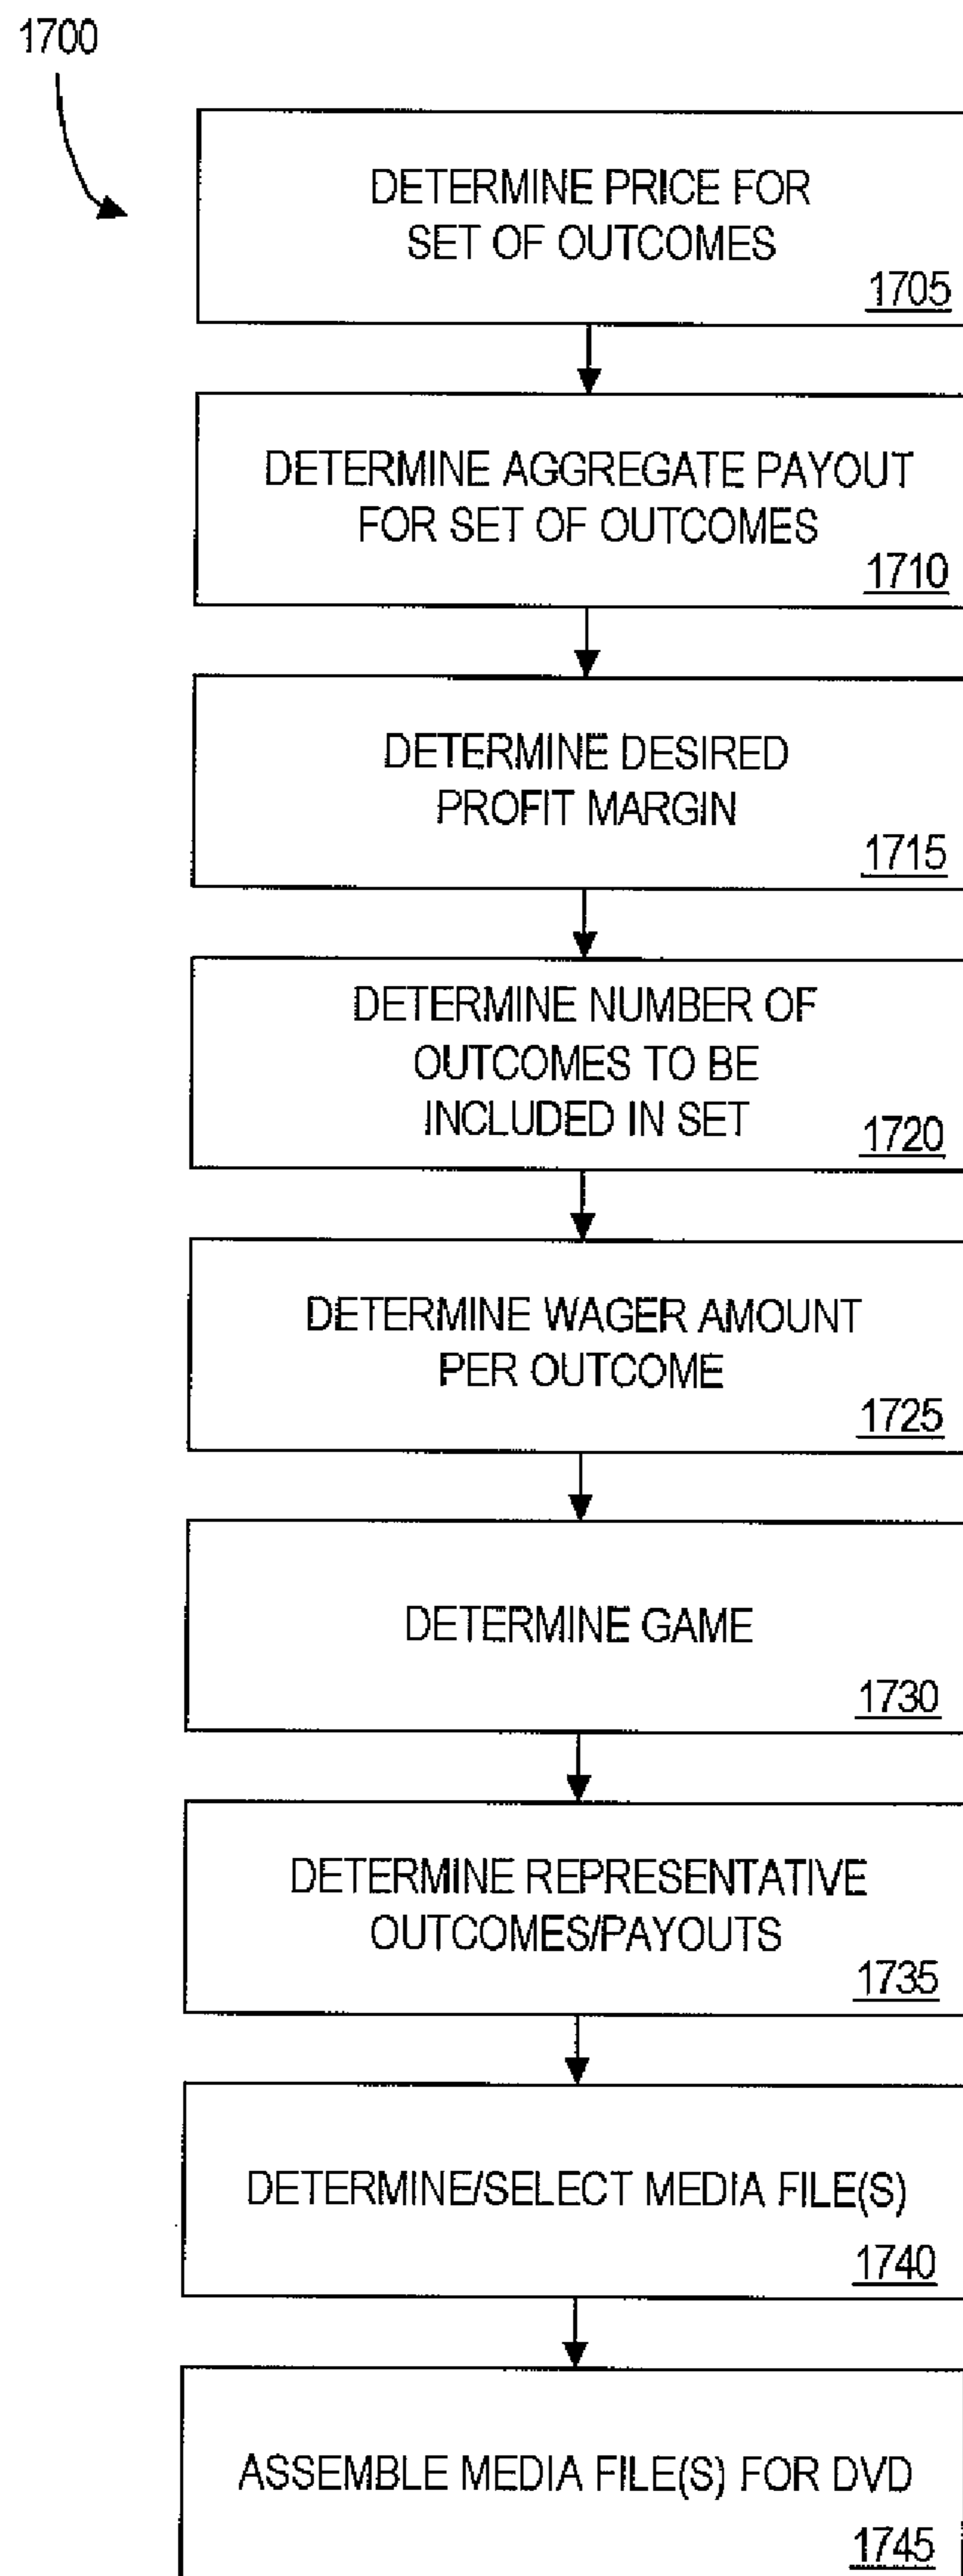 1700
DETERMINE PRICE FOR
SET OF OUTCOMES
1705
DETERMINE AGGREGATE PAYOUT
FOR SET OF OUTCOMES
1710
DETERMINE DESIRED
PROFIT MARGIN
1715
DETERMINE NUMBER OF
OUTCOMES TO BE
INCLUDED IN SET
1720
DETERMINE WAGER AMOUNT
PER OUTCOME
1725
DETERMINE GAME
1730
DETERMINE REPRESENTATIVE
OUTCOMES/PAYOUTS
1735
DETERMINE/SELECT MEDIA FILE(S)
1740
ASSEMBLE MEDIA FILE(S) FOR DVD
1745